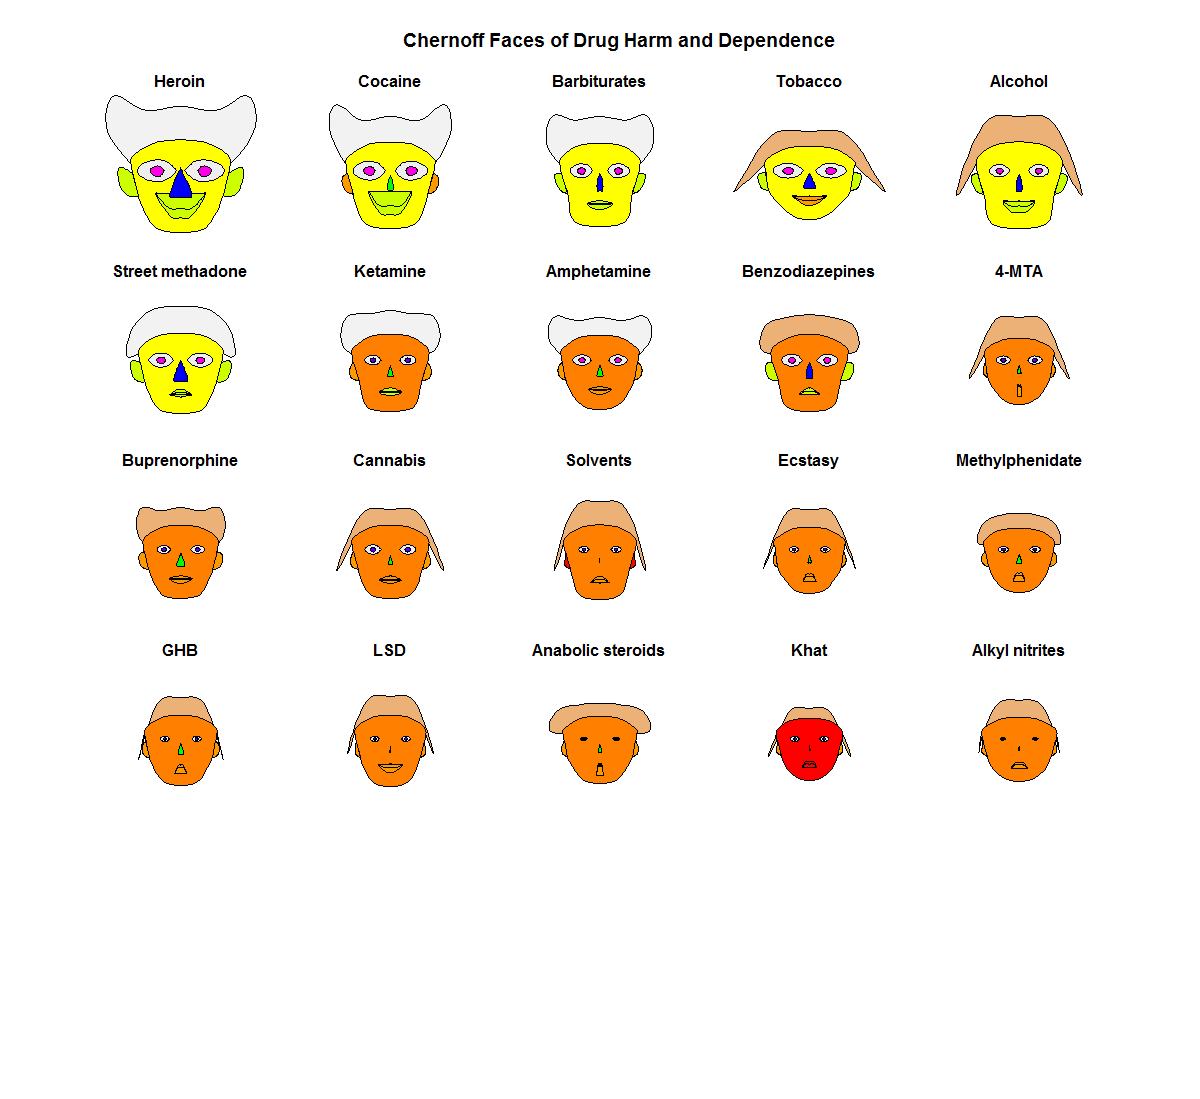 Chernoff Faces of Drug Harm and Dependence
Heroin Cocaine Barbiturates Tobacco Alcohol
Street methadone Ketamine Amphetamine Benzodiazepines 4-MTA
Buprenorphine Cannabis Solvents Ecstasy Methylphenidate
GHB LSD Anabolic steroids Khat Alkyl nitrites